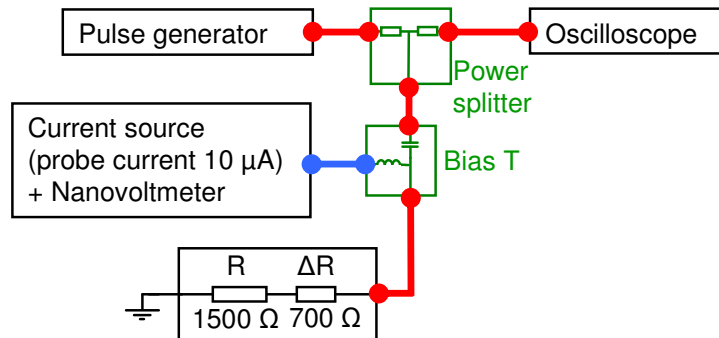 Pulse generator
Oscilloscope
Power
splitter
Current source
(probe current 10 µA)
+ Nanovoltmeter
Bias T
R ΔR
1500 Ω 700 Ω